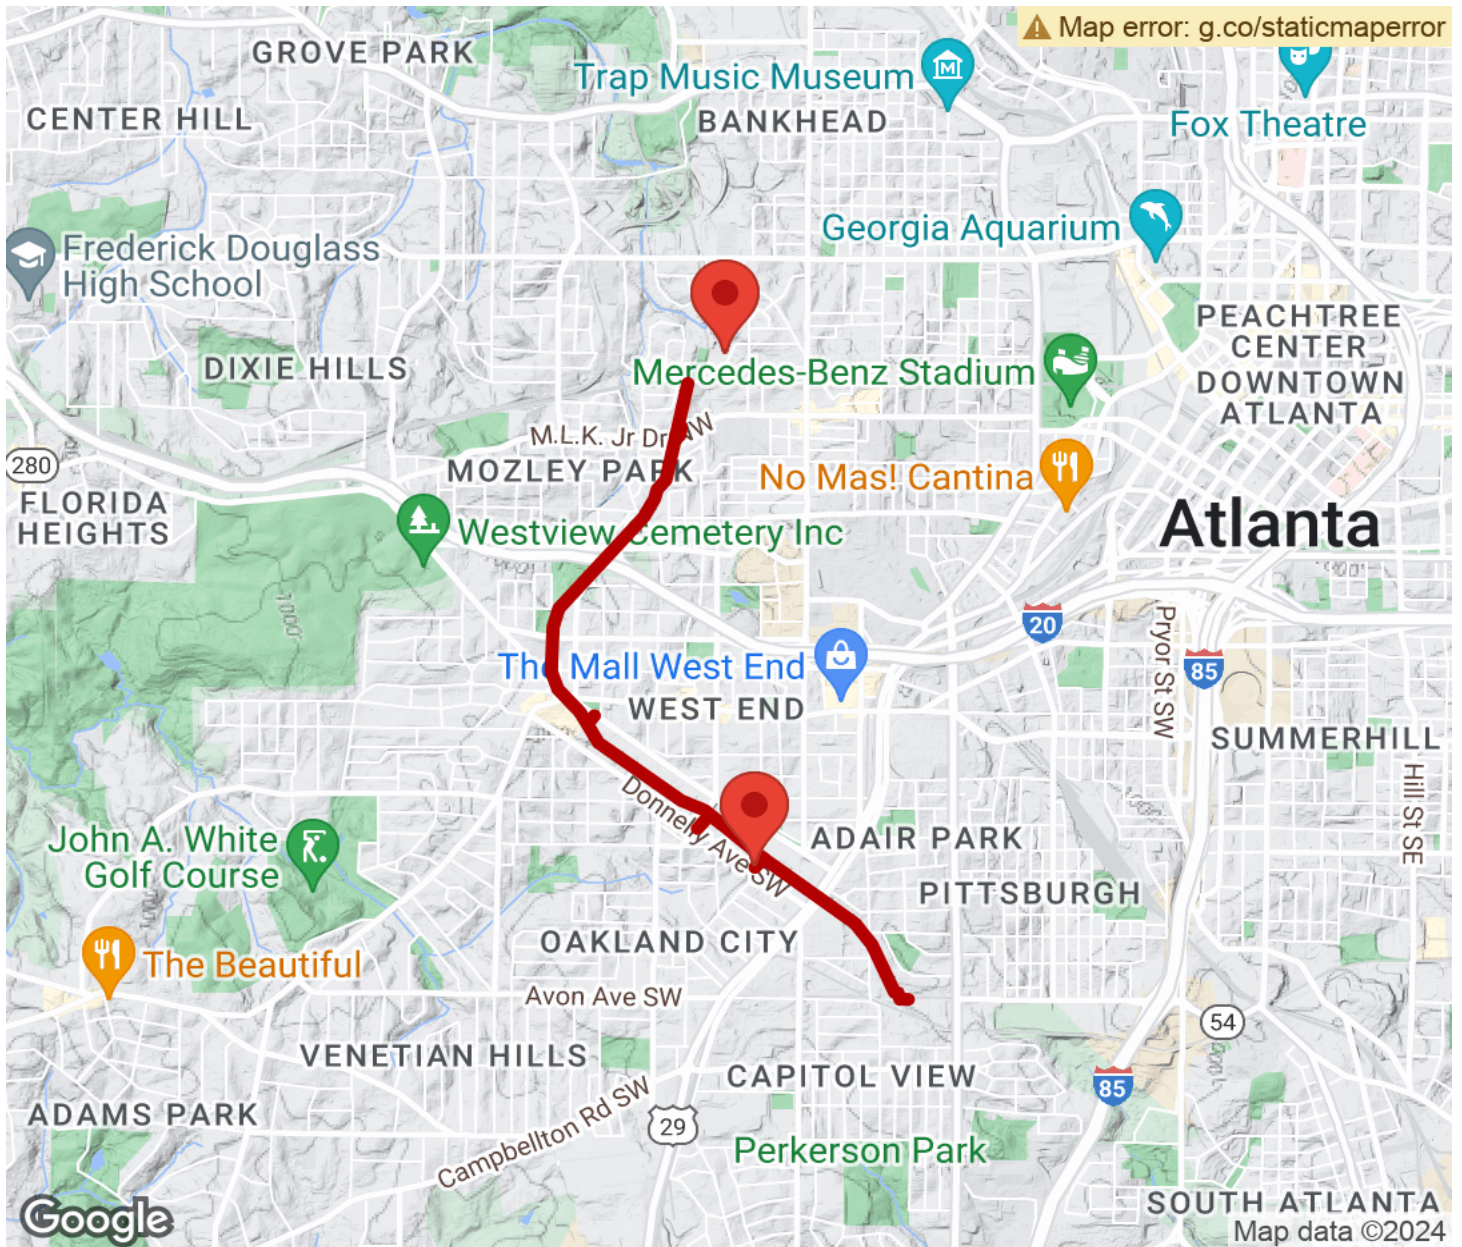 Map error: g.co/staticmaperror
GROVE PARK
Trap Music Museum
CENTER HILL
BANKHEAD
Fox Theatre
Georgia Aquarium
Frederick Douglass
High School
PEACHTREE
CENTER
DOWNTOWN
ATLANTA
DIXIE HILLS
Mercedes-Benz Stadium
M.L.K. Jr Dr NW
280
MOZLEY PARK
No Mas! Cantina
FLORIDA
HEIGHTS
Westview Cemetery Inc
Atlanta
1000
20
Pryor St SW
85
The Mall West End
WEST END
SUMMERHILL
Hill St SE
Donnelly Ave SW
John A. White
Golf Course
ADAIR PARK
PITTSBURGH
OAKLAND CITY
The Beautiful
Avon Ave SW
54
VENETIAN HILLS
CAPITOL VIEW
85
ADAMS PARK
29
Campbellton Rd SW
Perkerson Park
SOUTH ATLANTA
Google
Map data ©2024